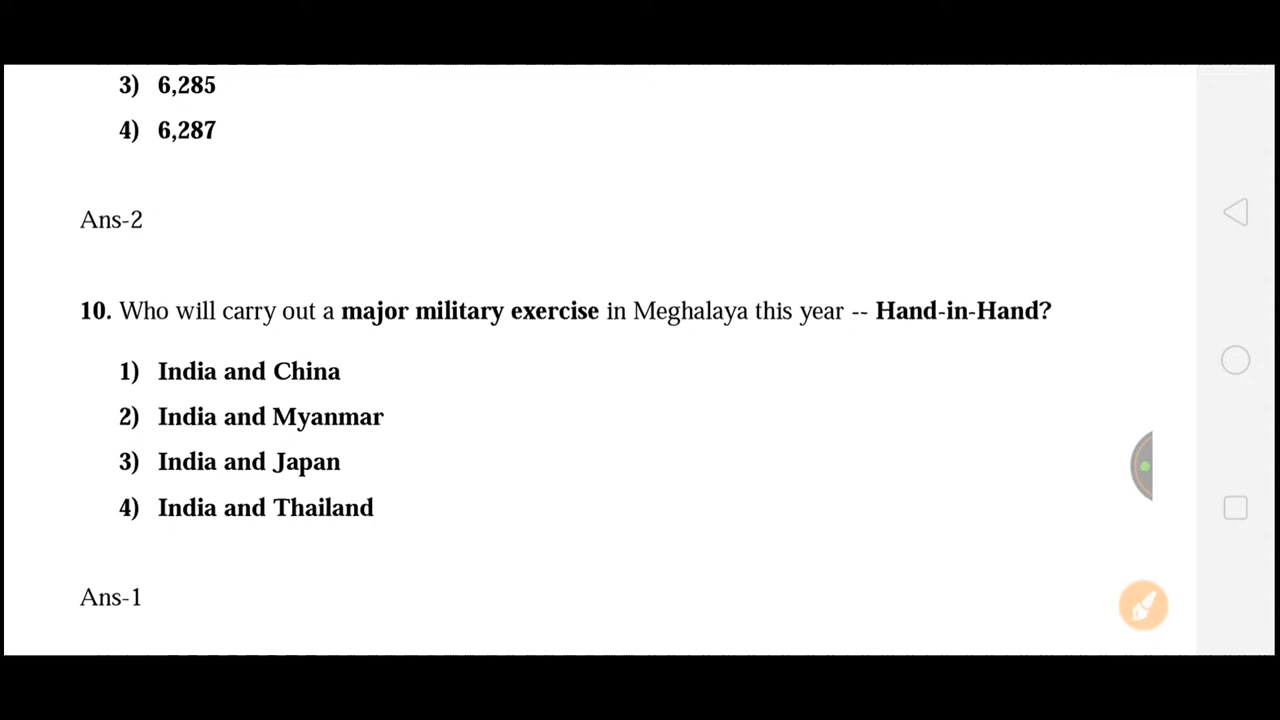 3) 6,285
4) 6,287
Ans-2
10. Who will carry out a major military exercise in Meghalaya this year -- Hand-in-Hand?
1) India and China
2) India and Myanmar
3) India and Japan
4) India and Thailand
Ans-1